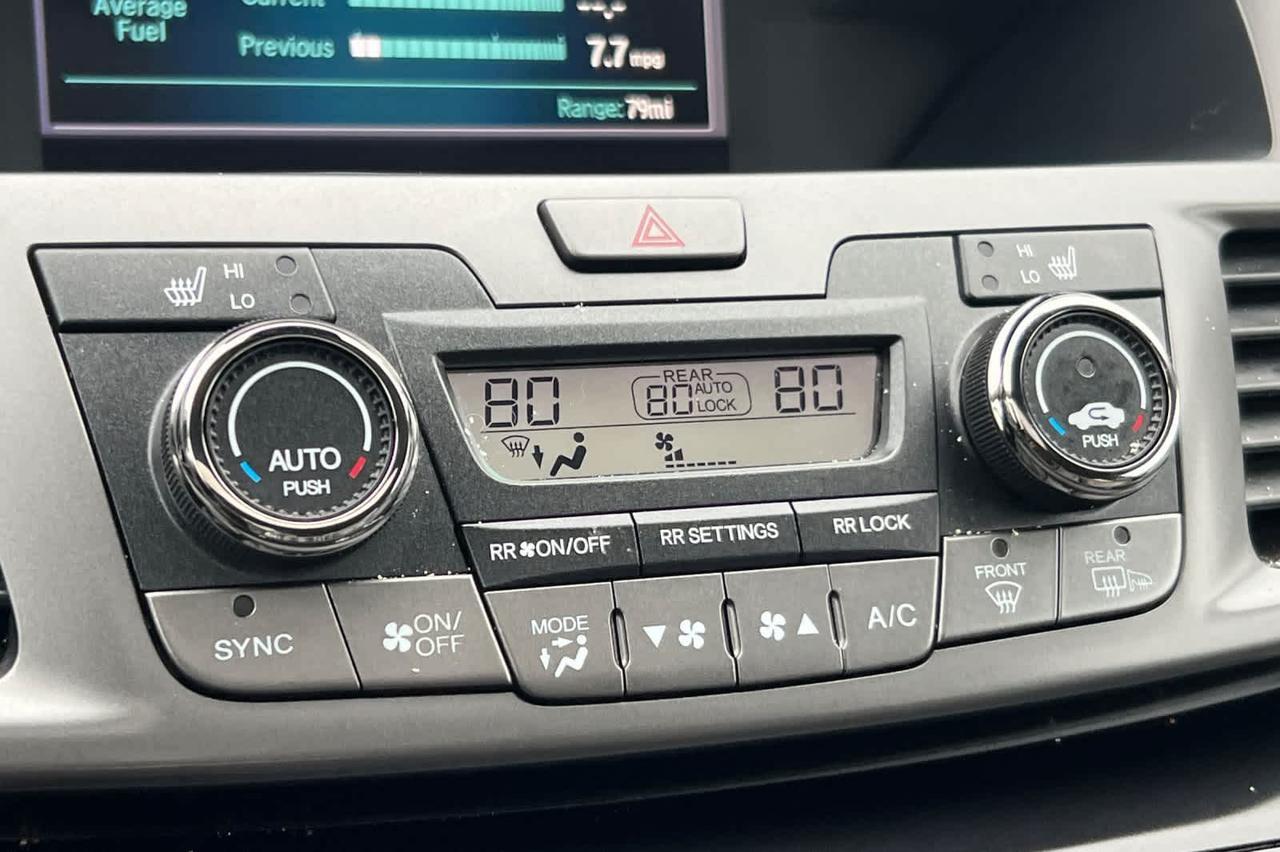 Average
Fuel
Current
Previous 7.7 mpg
Range: 79mi
HI
LO
HI
LO
AUTO
PUSH
80
REAR
80 AUTO
LOCK
80
PUSH
RR ON/OFF
RR SETTINGS
RR LOCK
SYNC
ON/
OFF
MODE
A/C
FRONT
REAR